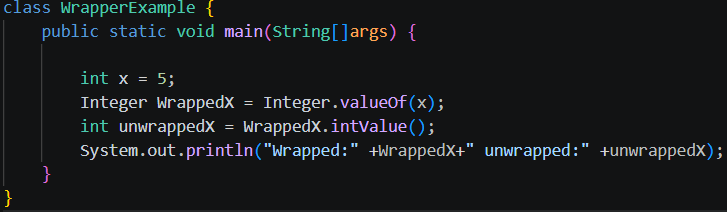 class WrapperExample {
public static void main(String[]args) {
int x = 5;
Integer WrappedX = Integer.valueOf(x);
int unwrappedX = WrappedX.intValue();
System.out.println("Wrapped:" +WrappedX+" unwrapped:" +unwrappedX);
}
}